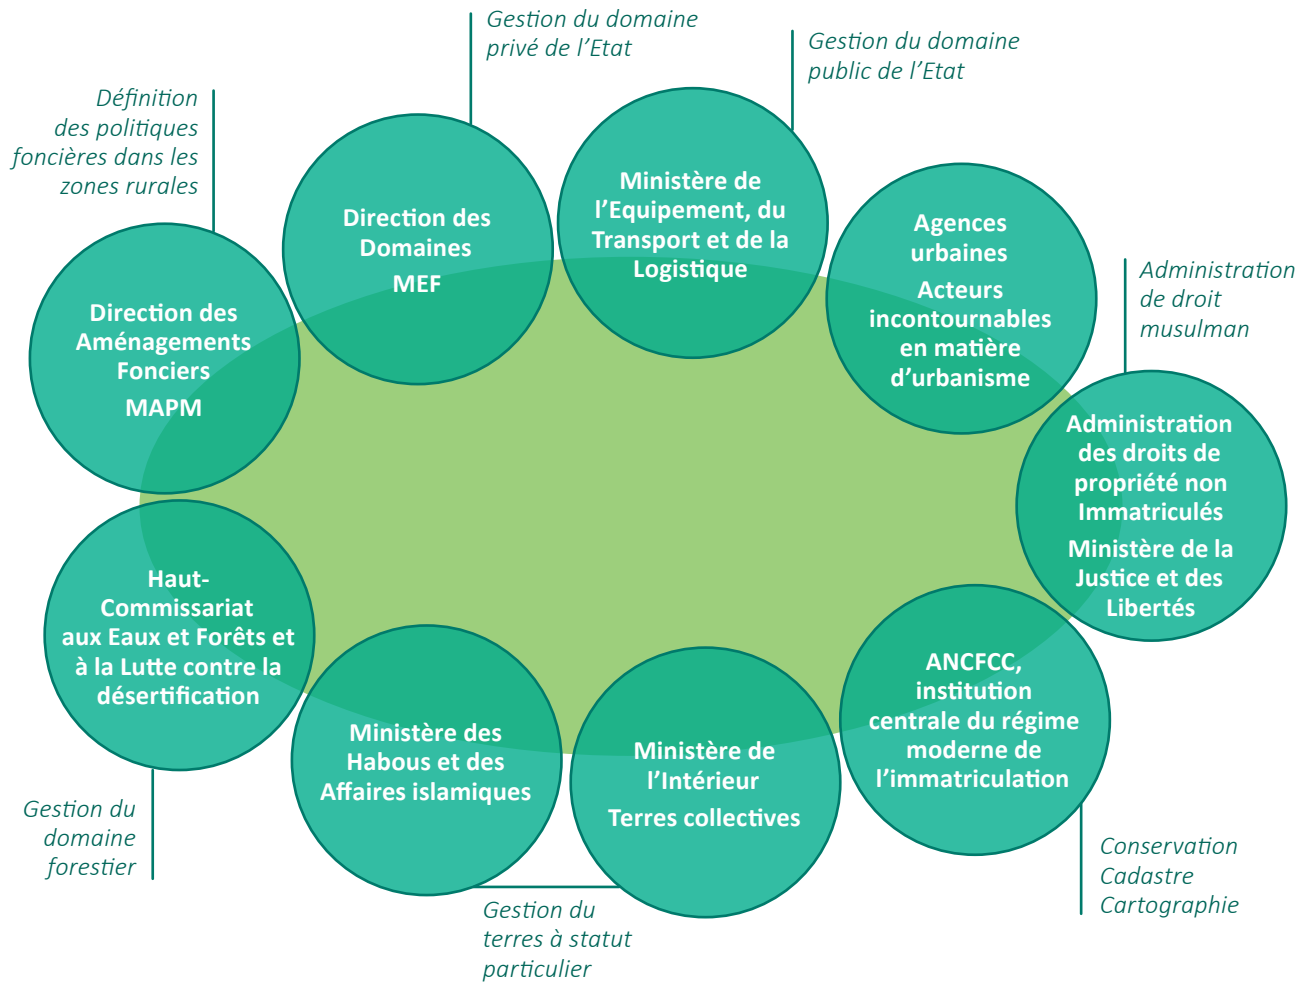 Gestion du domaine
privé de l'Etat
Gestion du domaine
public de l'Etat
Définition
des politiques
foncières dans les
zones rurales
Direction des
Domaines
MEF
Ministère de
l'Equipement, du
Transport et de la
Logistique
Agences
urbaines
Acteurs
incontournables
en matière
d'urbanisme
Administration
de droit
musulman
Direction des
Aménagements
Fonciers
MAPM
Administration
des droits de
propriété non
Immatriculés
Ministère de la
Justice et des
Libertés
Haut-
Commissariat
aux Eaux et Forêts et
à la Lutte contre la
désertification
Ministère des
Habous et des
Affaires islamiques
Ministère de
l'Intérieur
Terres collectives
ANCFCC,
institution
centrale du régime
moderne de
l'immatriculation
Gestion du
domaine
forestier
Gestion du
terres à statut
particulier
Conservation
Cadastre
Cartographie